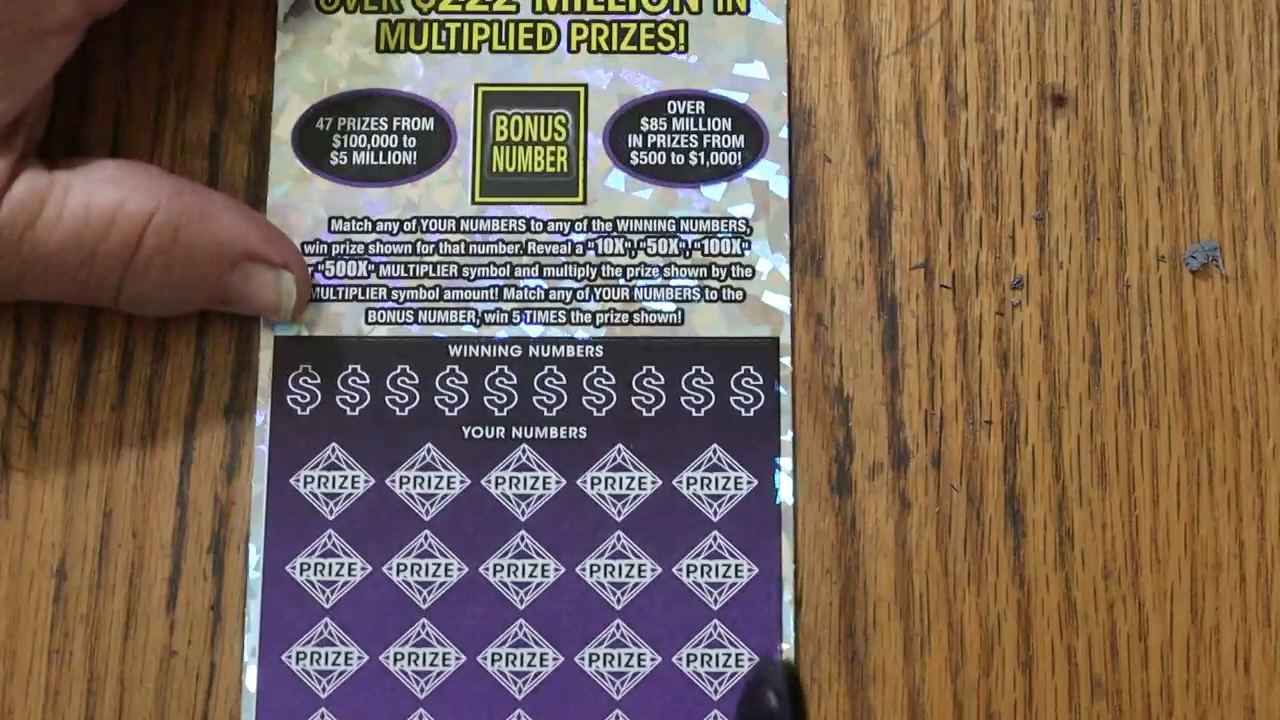 OVER $222 MILLION IN
MULTIPLIED PRIZES!
47 PRIZES FROM
$100,000 to
$5 MILLION!
BONUS
NUMBER
OVER
$85 MILLION
IN PRIZES FROM
$500 to $1,000!
Match any of YOUR NUMBERS to any of the WINNING NUMBERS,
win prize shown for that number. Reveal a "10X", "50X", "100X"
"500X" MULTIPLIER symbol and multiply the prize shown by the
MULTIPLIER symbol amount! Match any of YOUR NUMBERS to the
BONUS NUMBER, win 5 TIMES the prize shown!
WINNING NUMBERS
$ $ $ $ $ $ $ $ $ $
YOUR NUMBERS
PRIZE PRIZE PRIZE PRIZE PRIZE
PRIZE PRIZE PRIZE PRIZE PRIZE
PRIZE PRIZE PRIZE PRIZE PRIZE